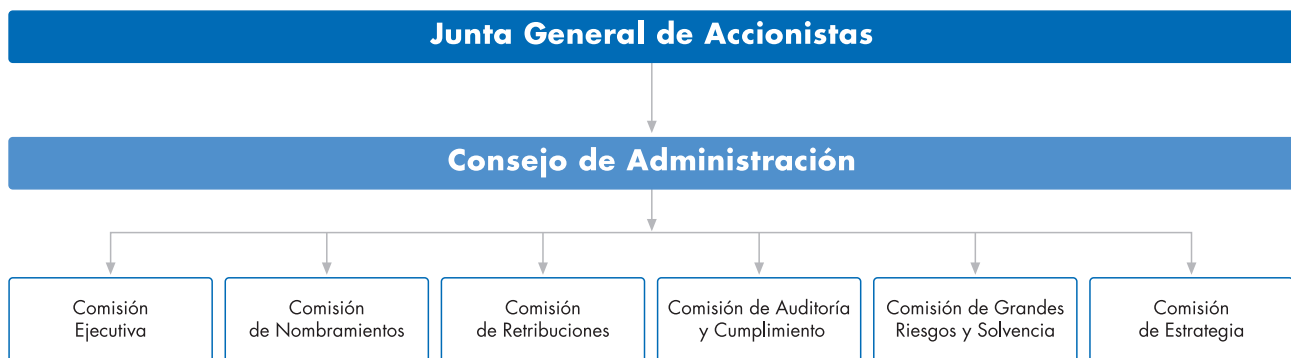 Junta General de Accionistas
Consejo de Administración
Comisión
Ejecutiva
Comisión
de Nombramientos
Comisión
de Retribuciones
Comisión de Auditoría
y Cumplimiento
Comisión de Grandes
Riesgos y Solvencia
Comisión
de Estrategia